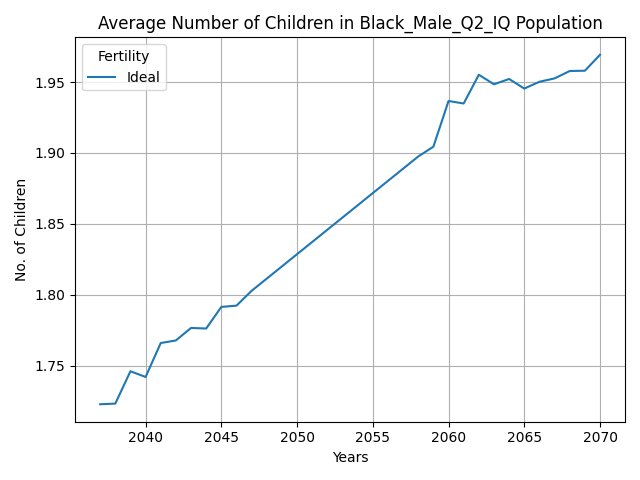 Average Number of Children in Black_Male_Q2_IQ Population
Fertility
Ideal
1.95
1.90
1.85
1.80
1.75
No. of Children
2040 2045 2050 2055 2060 2065 2070
Years